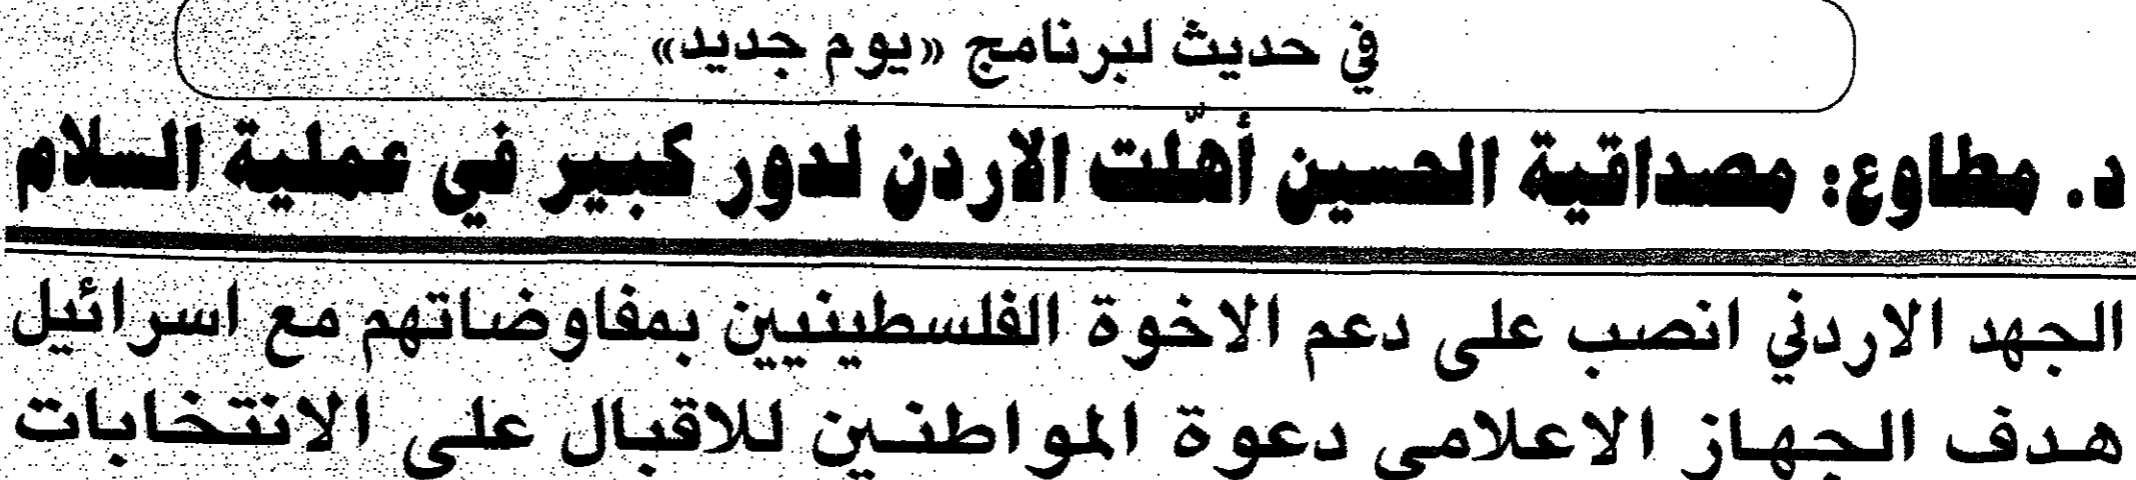 في حديث لبرنامج «يوم جديد»
د. مطاوع: مصداقية الحسين أهّلت الاردن لدور كبير في عملية السلام
الجهد الاردني انصب على دعم الاخوة الفلسطينيين بمفاوضاتهم مع اسرائيل
هدف الجهاز الاعلامي دعوة المواطنين للاقبال على الانتخابات